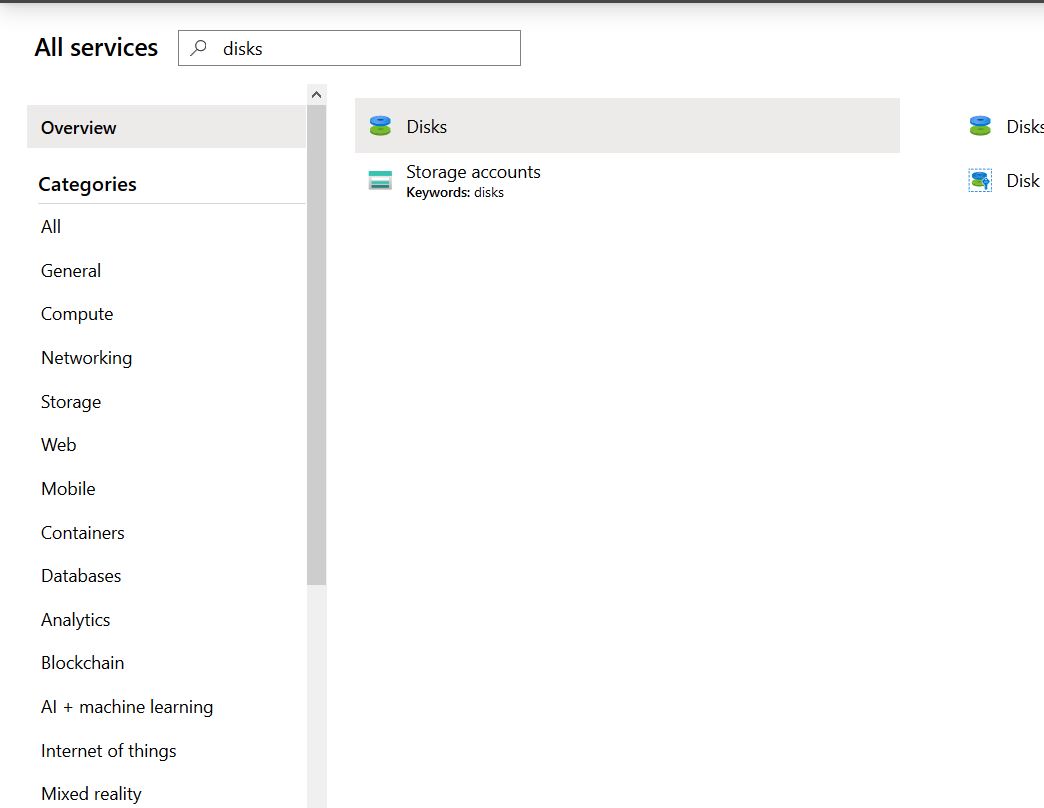 All services
disks
Overview
Categories
All
General
Compute
Networking
Storage
Web
Mobile
Containers
Databases
Analytics
Blockchain
AI + machine learning
Internet of things
Mixed reality
Disks
Storage accounts
Keywords: disks
Disks
Disk